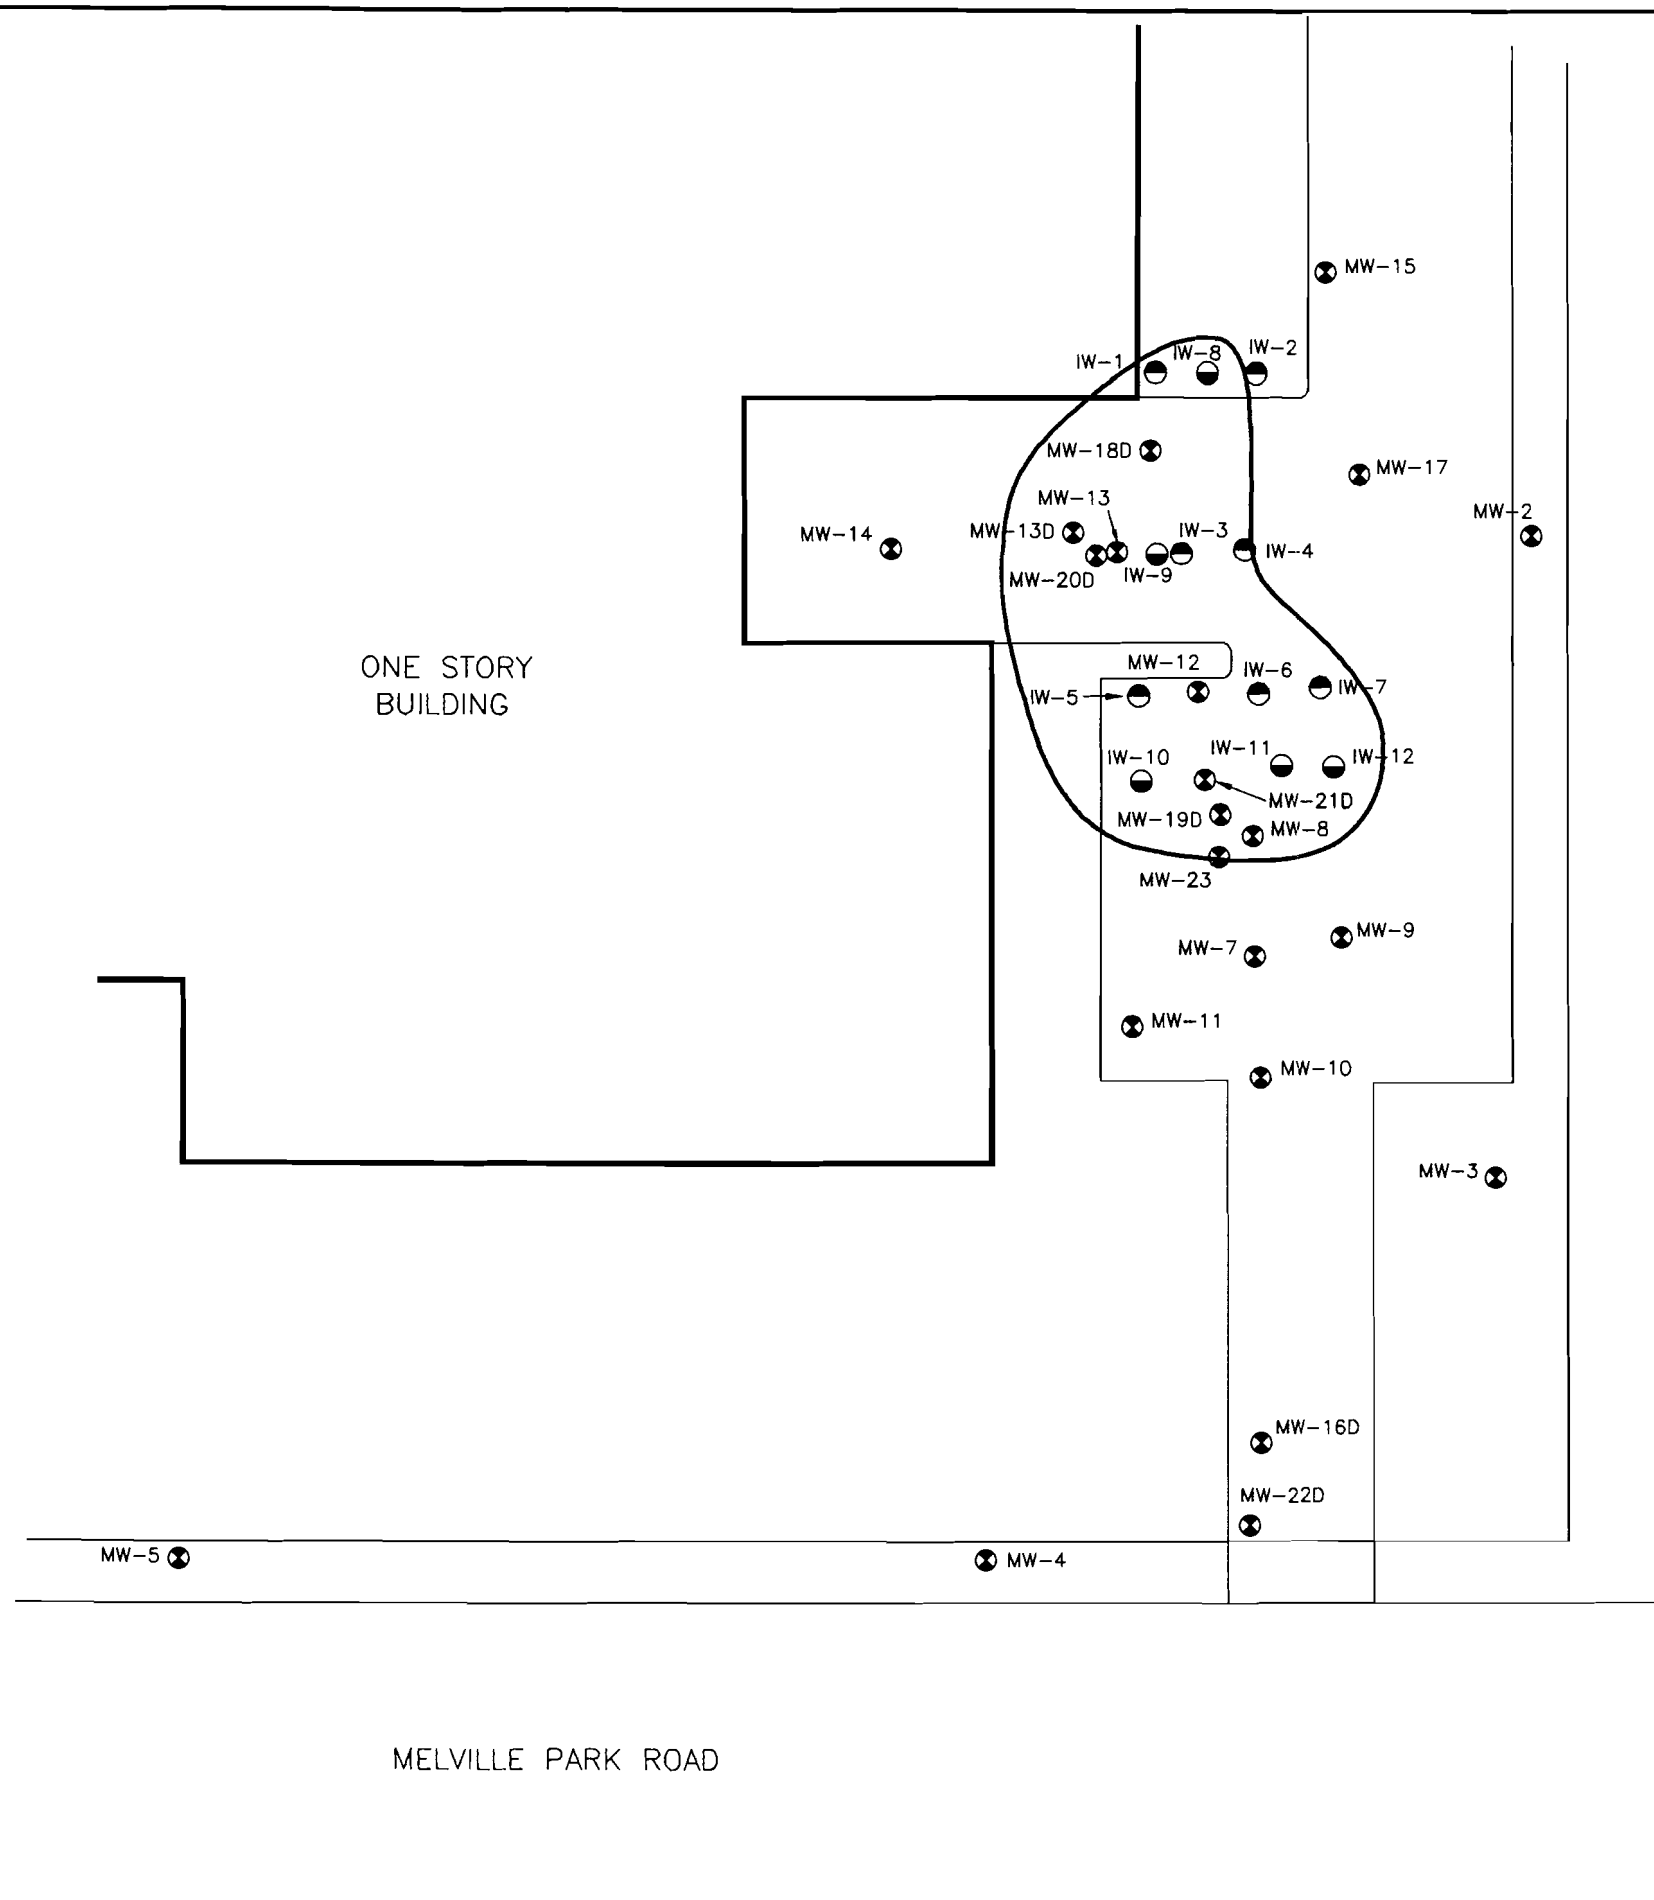 MW-15
IW-1
IW-8
IW-2
MW-18D
MW-17
MW-13
MW-2
MW-14
MW-13D
IW-3
IW-4
MW-20D
IW-9
ONE STORY
BUILDING
MW-12
IW-6
IW-5
IW-7
IW-10
IW-11
IW-12
MW-21D
MW-19D
MW-8
MW-23
MW-9
MW-7
MW-11
MW-10
MW-3
MW-16D
MW-22D
MW-5
MW-4
MELVILLE PARK ROAD